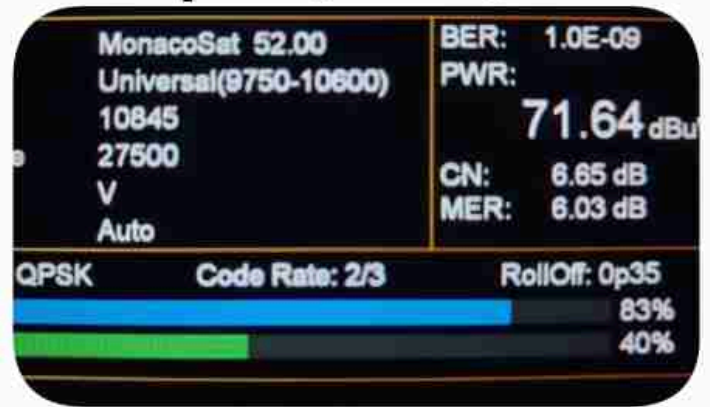 MonacoSat 52.00
Universal(9750-10600)
10845
27500
V
Auto
BER: 1.0E-09
PWR:
71.64 dBu
CN: 6.65 dB
MER: 6.03 dB
QPSK Code Rate: 2/3 RollOff: 0p35
83%
40%